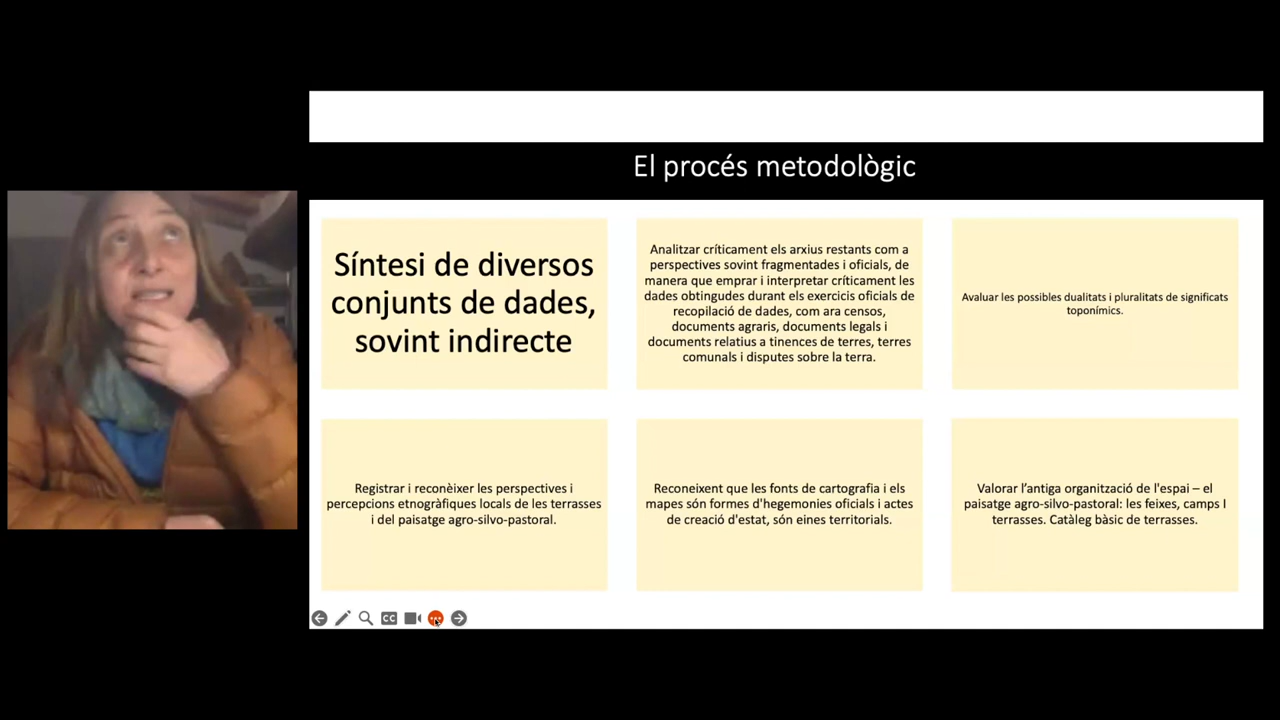 El procés metodològic
Síntesi de diversos
conjunts de dades,
sovint indirecte
Analitzar críticament els arxius restants com a
perspectives sovint fragmentades i oficials, de
manera que emprar i interpretar críticament les
dades obtingudes durant els exercicis oficials de
recopilació de dades, com ara censos,
documents agraris, documents legals i
documents relatius a tinences de terres, terres
comunals i disputes sobre la terra.
Avaluar les possibles dualitats i pluralitats de significats
toponímics.
Registrar i reconèixer les perspectives i
percepcions etnogràfiques locals de les terrasses
i del paisatge agro-silvo-pastoral.
Reconeixent que les fonts de cartografia i els
mapes són formes d'hegemonies oficials i actes
de creació d'estat, són eines territorials.
Valorar l’antiga organització de l'espai – el
paisatge agro-silvo-pastoral: les feixes, camps I
terrasses. Catàleg bàsic de terrasses.
CC